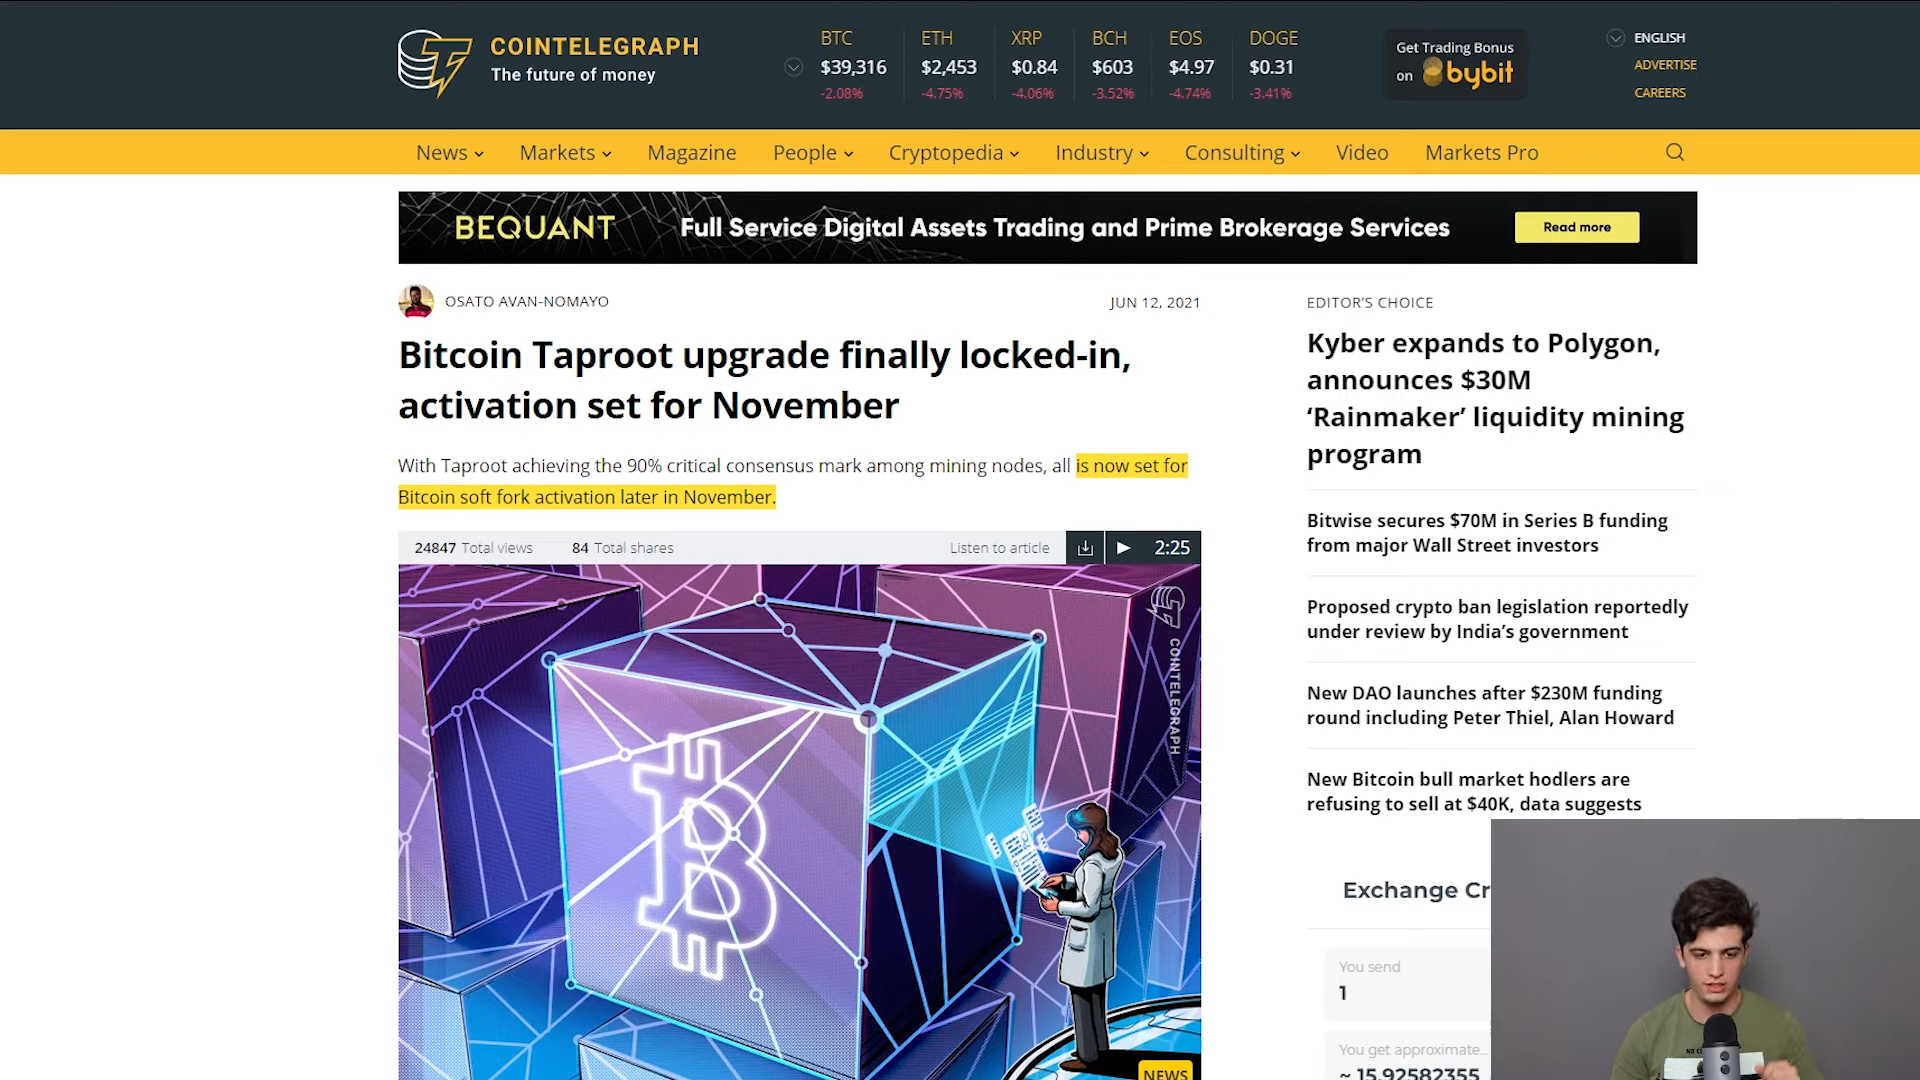 COINTELEGRAPH
The future of money
BTC
$39,316
-2.08%
ETH
$2,453
-4.75%
XRP
$0.84
-4.06%
BCH
$603
-3.52%
EOS
$4.97
-4.74%
DOGE
$0.31
-3.41%
Get Trading Bonus
on bybit
ENGLISH
ADVERTISE
CAREERS
News
Markets
Magazine
People
Cryptopedia
Industry
Consulting
Video
Markets Pro
BEQUANT
Full Service Digital Assets Trading and Prime Brokerage Services
Read more
OSATO AVAN-NOMAYO
JUN 12, 2021
Bitcoin Taproot upgrade finally locked-in,
activation set for November
With Taproot achieving the 90% critical consensus mark among mining nodes, all is now set for
Bitcoin soft fork activation later in November.
24847 Total views
84 Total shares
Listen to article
2:25
COINTELEGRAPH
NEWS
EDITOR'S CHOICE
Kyber expands to Polygon,
announces $30M
‘Rainmaker’ liquidity mining
program
Bitwise secures $70M in Series B funding
from major Wall Street investors
Proposed crypto ban legislation reportedly
under review by India’s government
New DAO launches after $230M funding
round including Peter Thiel, Alan Howard
New Bitcoin bull market hodlers are
refusing to sell at $40K, data suggests
Exchange Cr
You send
1
You get approximate...
~ 15.92582355